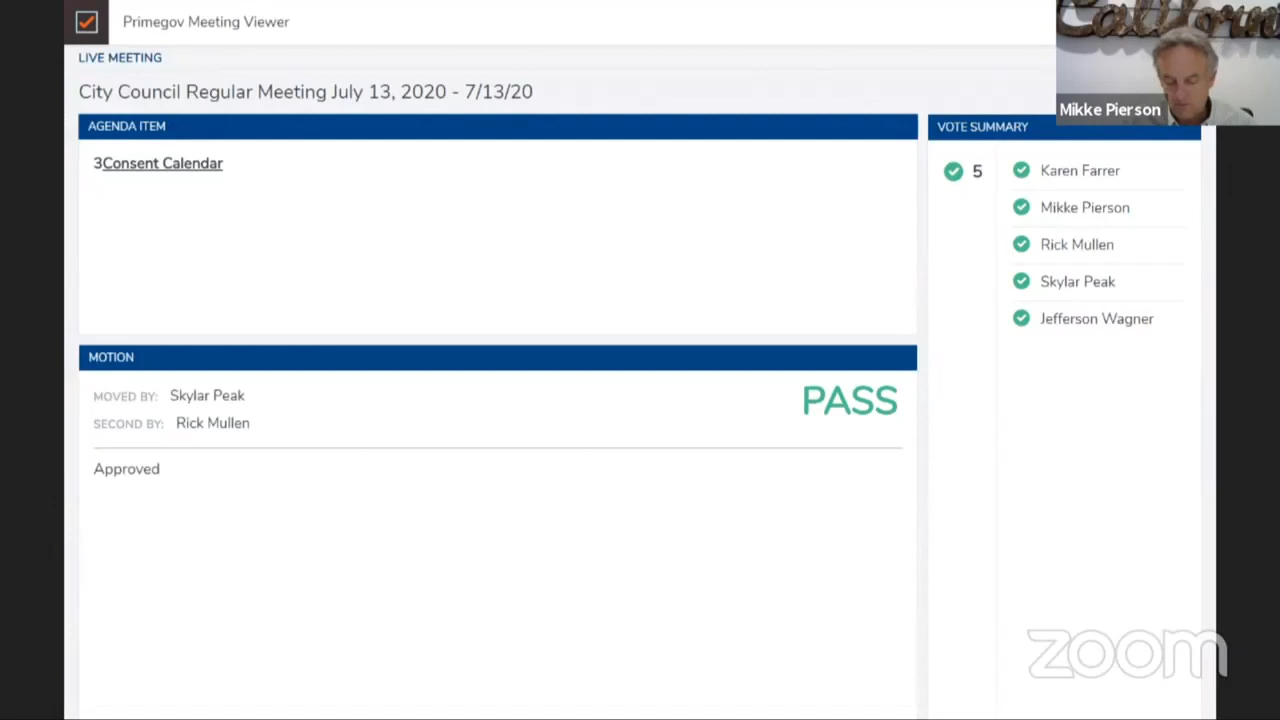 Primegov Meeting Viewer
Californ
Mikke Pierson
LIVE MEETING
City Council Regular Meeting July 13, 2020 - 7/13/20
AGENDA ITEM
3Consent Calendar
VOTE SUMMARY
5
Karen Farrer
Mikke Pierson
Rick Mullen
Skylar Peak
Jefferson Wagner
MOTION
MOVED BY: Skylar Peak
SECOND BY: Rick Mullen
PASS
Approved
zoom